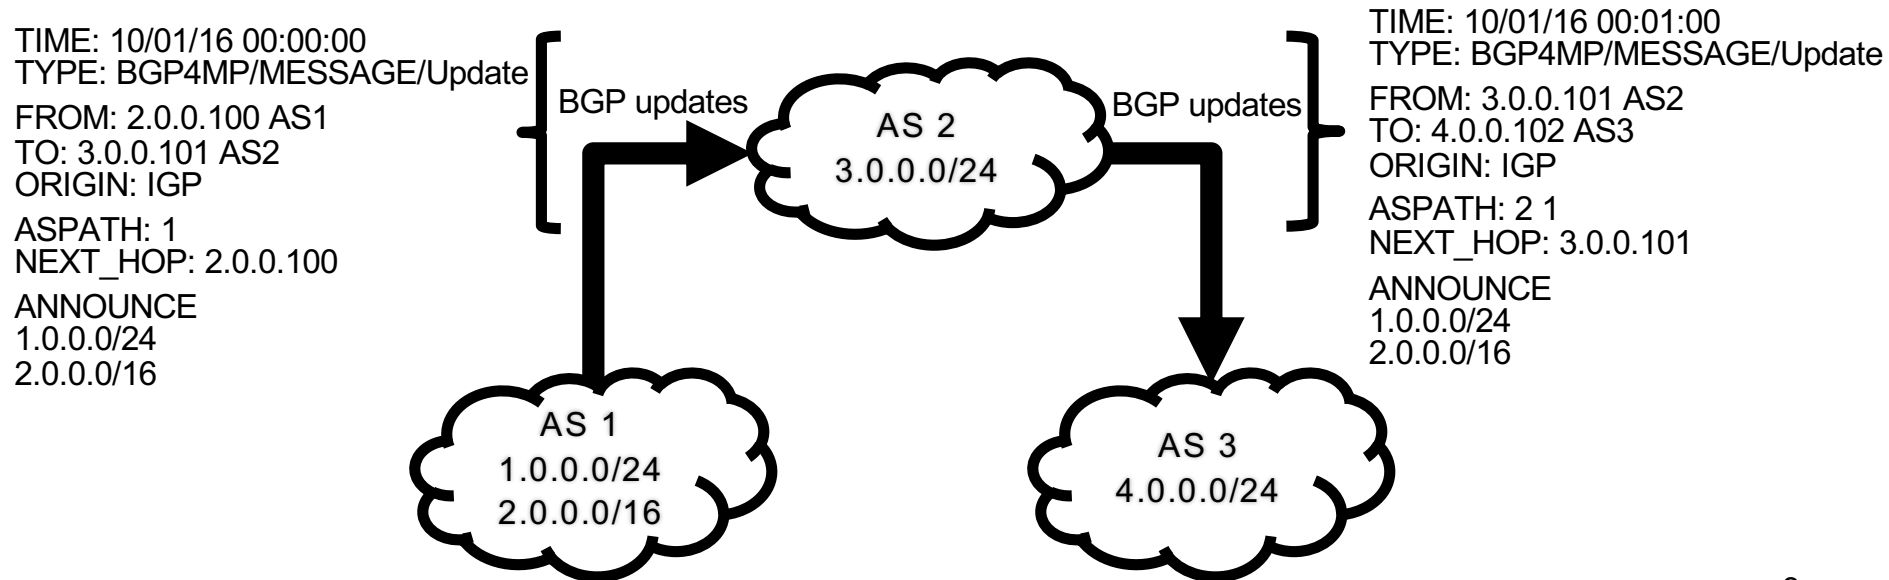 TIME: 10/01/16 00:00:00
TYPE: BGP4MP/MESSAGE/Update
FROM: 2.0.0.100 AS1
TO: 3.0.0.101 AS2
ORIGIN: IGP
ASPATH: 1
NEXT_HOP: 2.0.0.100
ANNOUNCE
1.0.0.0/24
2.0.0.0/16
BGP updates
AS 2
3.0.0.0/24
BGP updates
TIME: 10/01/16 00:01:00
TYPE: BGP4MP/MESSAGE/Update
FROM: 3.0.0.101 AS2
TO: 4.0.0.102 AS3
ORIGIN: IGP
ASPATH: 2 1
NEXT_HOP: 3.0.0.101
ANNOUNCE
1.0.0.0/24
2.0.0.0/16
AS 1
1.0.0.0/24
2.0.0.0/16
AS 3
4.0.0.0/24